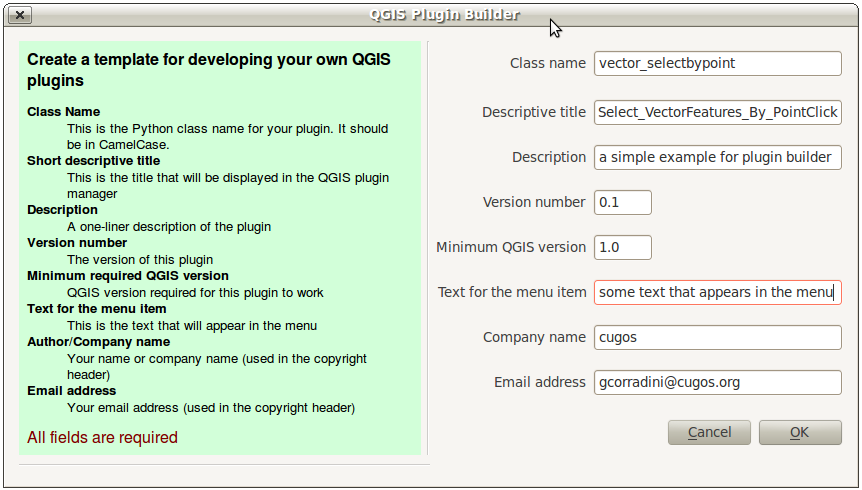 QGIS Plugin Builder
Create a template for developing your own QGIS
plugins
Class Name
This is the Python class name for your plugin. It should
be in CamelCase.
Short descriptive title
This is the title that will be displayed in the QGIS plugin
manager
Description
A one-liner description of the plugin
Version number
The version of this plugin
Minimum required QGIS version
QGIS version required for this plugin to work
Text for the menu item
This is the text that will appear in the menu
Author/Company name
Your name or company name (used in the copyright
header)
Email address
Your email address (used in the copyright header)
All fields are required
Class name vector_selectbypoint
Descriptive title Select_VectorFeatures_By_PointClick
Description a simple example for plugin builder
Version number 0.1
Minimum QGIS version 1.0
Text for the menu item some text that appears in the menu
Company name cugos
Email address gcorradini@cugos.org
Cancel OK